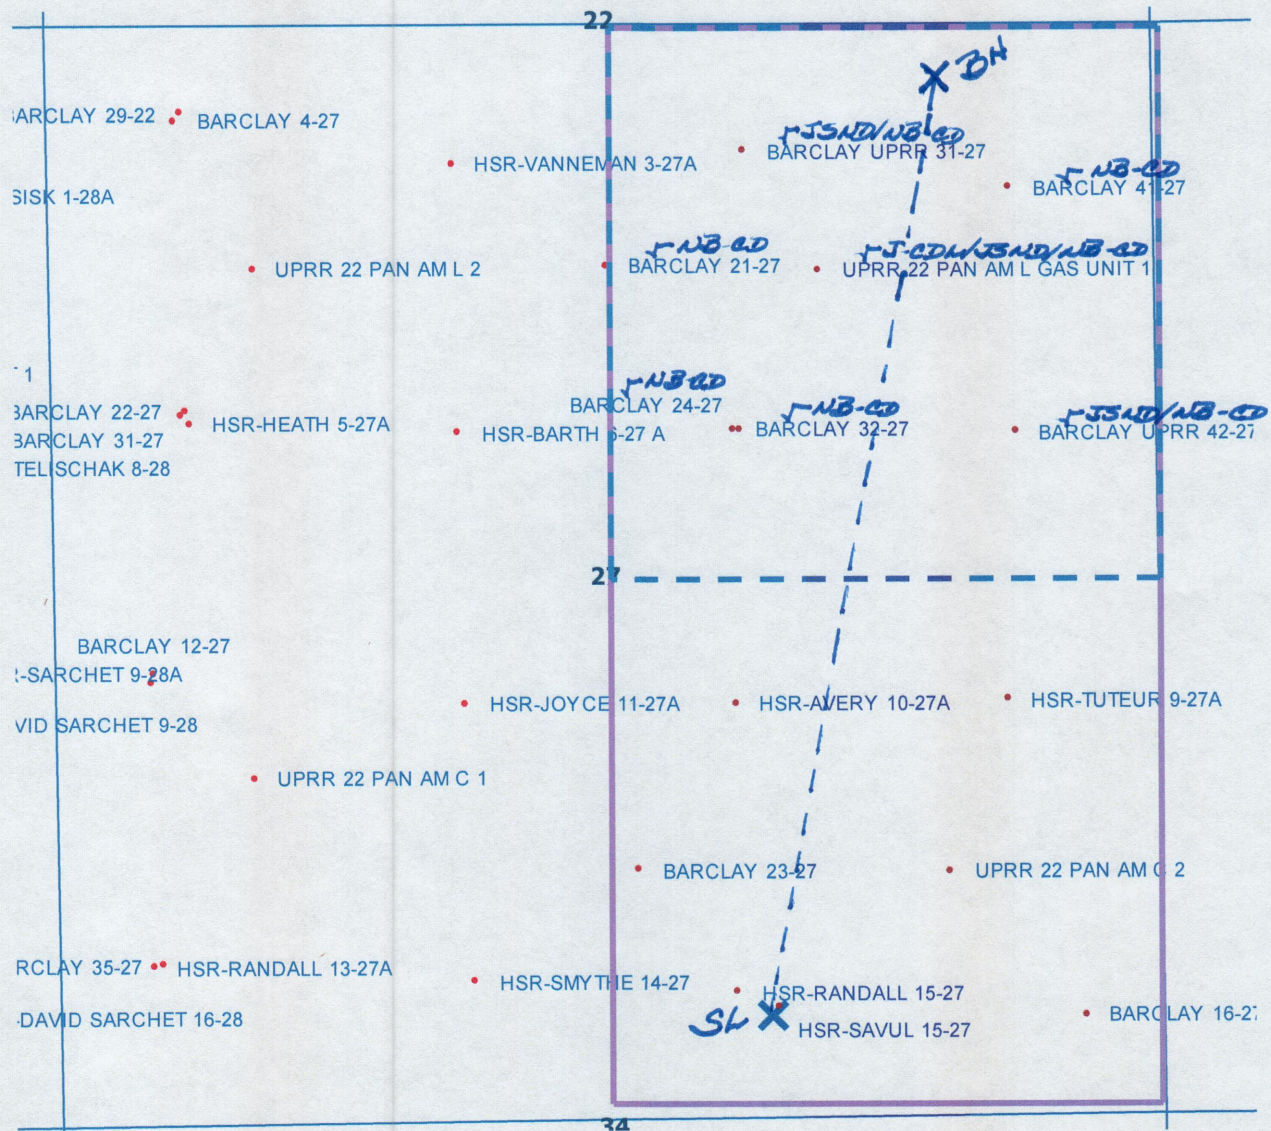 22
BH
BARCLAY 29-22
BARCLAY 4-27
JSND/NB-CD
BARCLAY UPRR 31-27
HSR-VANNEMAN 3-27A
NB-CD
BARCLAY 41-27
SISK 1-28A
NB-CD
J-CDM/JSND/NB-CD
UPRR 22 PAN AM L 2
BARCLAY 21-27
UPRR 22 PAN AM L GAS UNIT 1
1
NB-CD
BARCLAY 24-27
NB-CD
JSND/NB-CD
BARCLAY 22-27
HSR-HEATH 5-27A
HSR-BARTH 6-27 A
BARCLAY 32-27
BARCLAY UPRR 42-27
BARCLAY 31-27
TELISCHAK 8-28
27
BARCLAY 12-27
R-SARCHET 9-28A
HSR-JOYCE 11-27A
HSR-AVERY 10-27A
HSR-TUTEUR 9-27A
VID SARCHET 9-28
UPRR 22 PAN AM C 1
BARCLAY 23-27
UPRR 22 PAN AM C 2
RCLAY 35-27
HSR-RANDALL 13-27A
HSR-SMYTHE 14-27
HSR-RANDALL 15-27
SL
HSR-SAVUL 15-27
BARCLAY 16-27
DAVID SARCHET 16-28
34